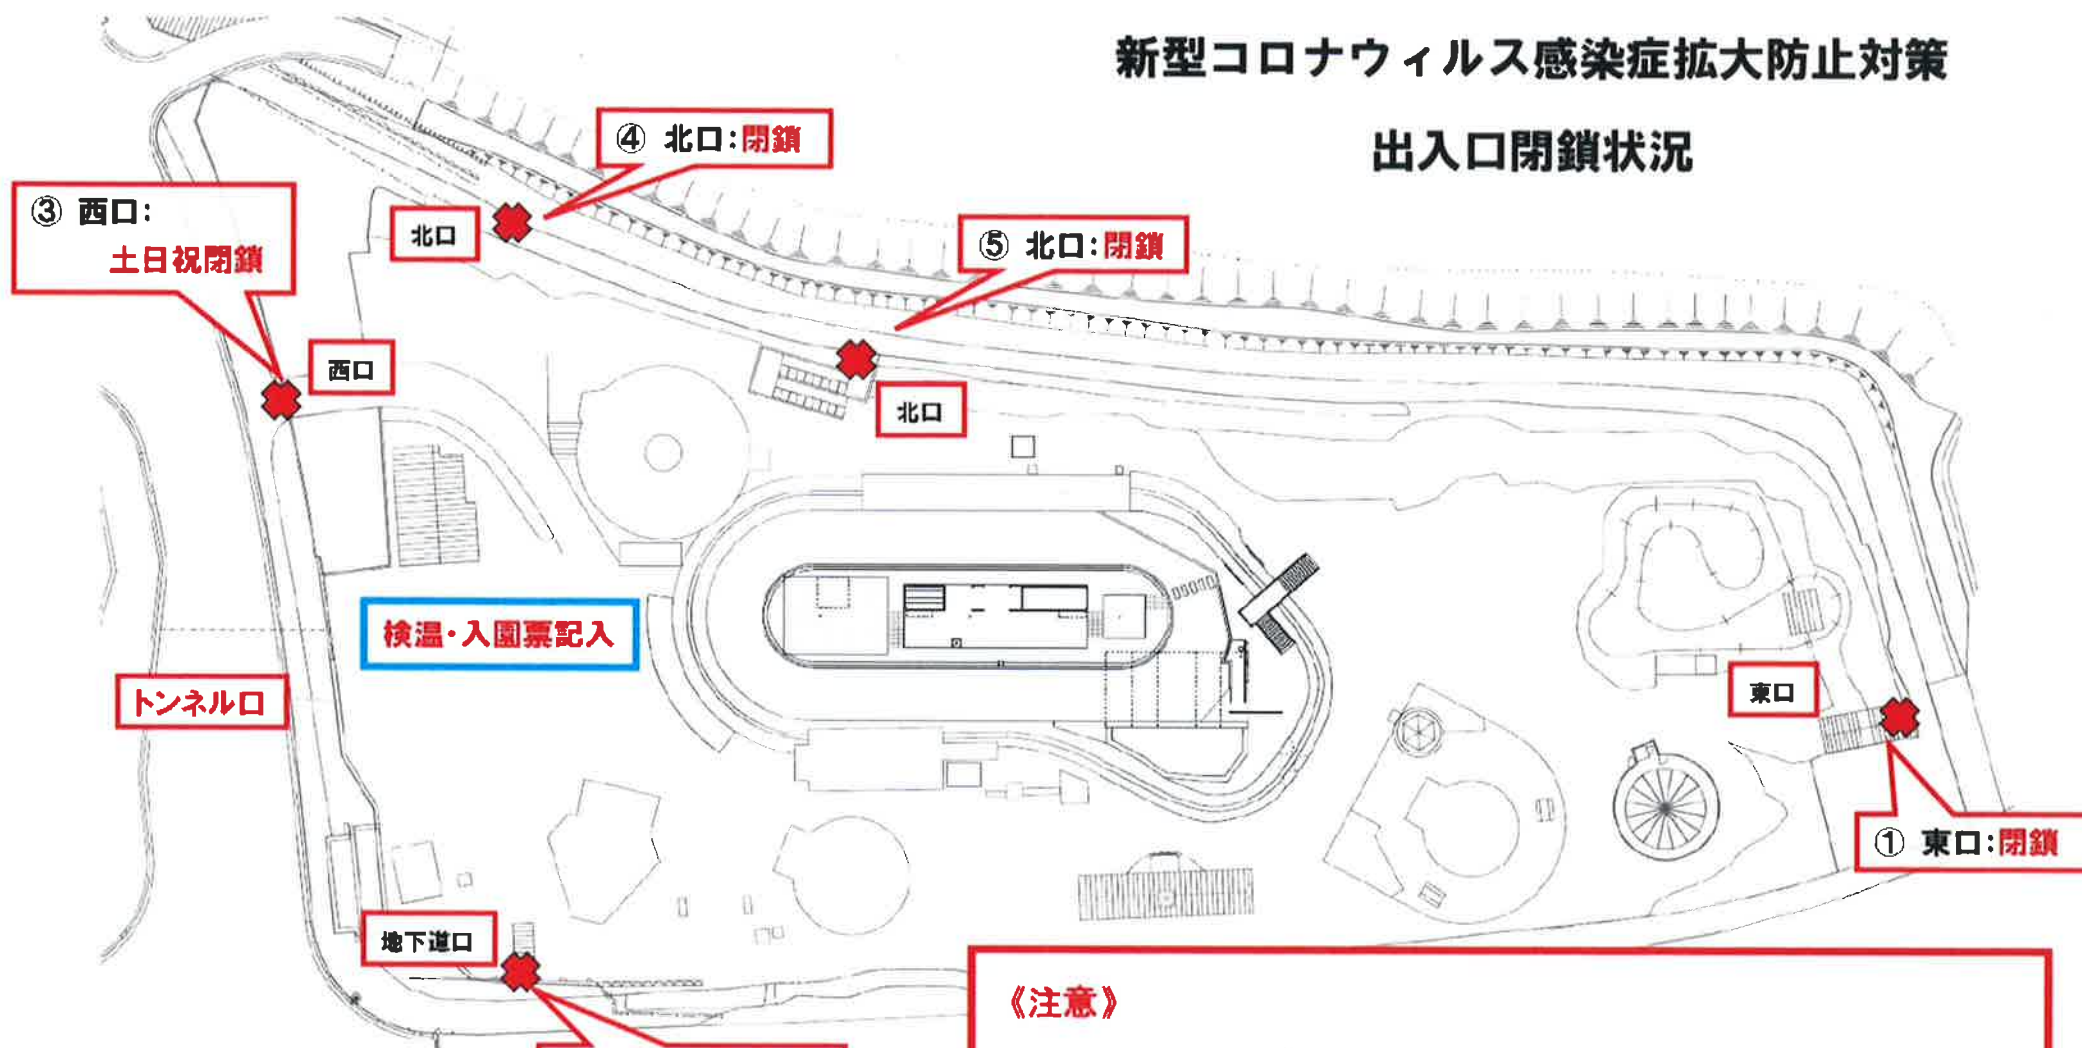 新型コロナウィルス感染症拡大防止対策
出入口閉鎖状況
④ 北口:閉鎖
③ 西口:
土日祝閉鎖
北口
⑤ 北口:閉鎖
西口
北口
検温・入園票記入
トンネル口
東口
① 東口:閉鎖
地下道口
《注意》